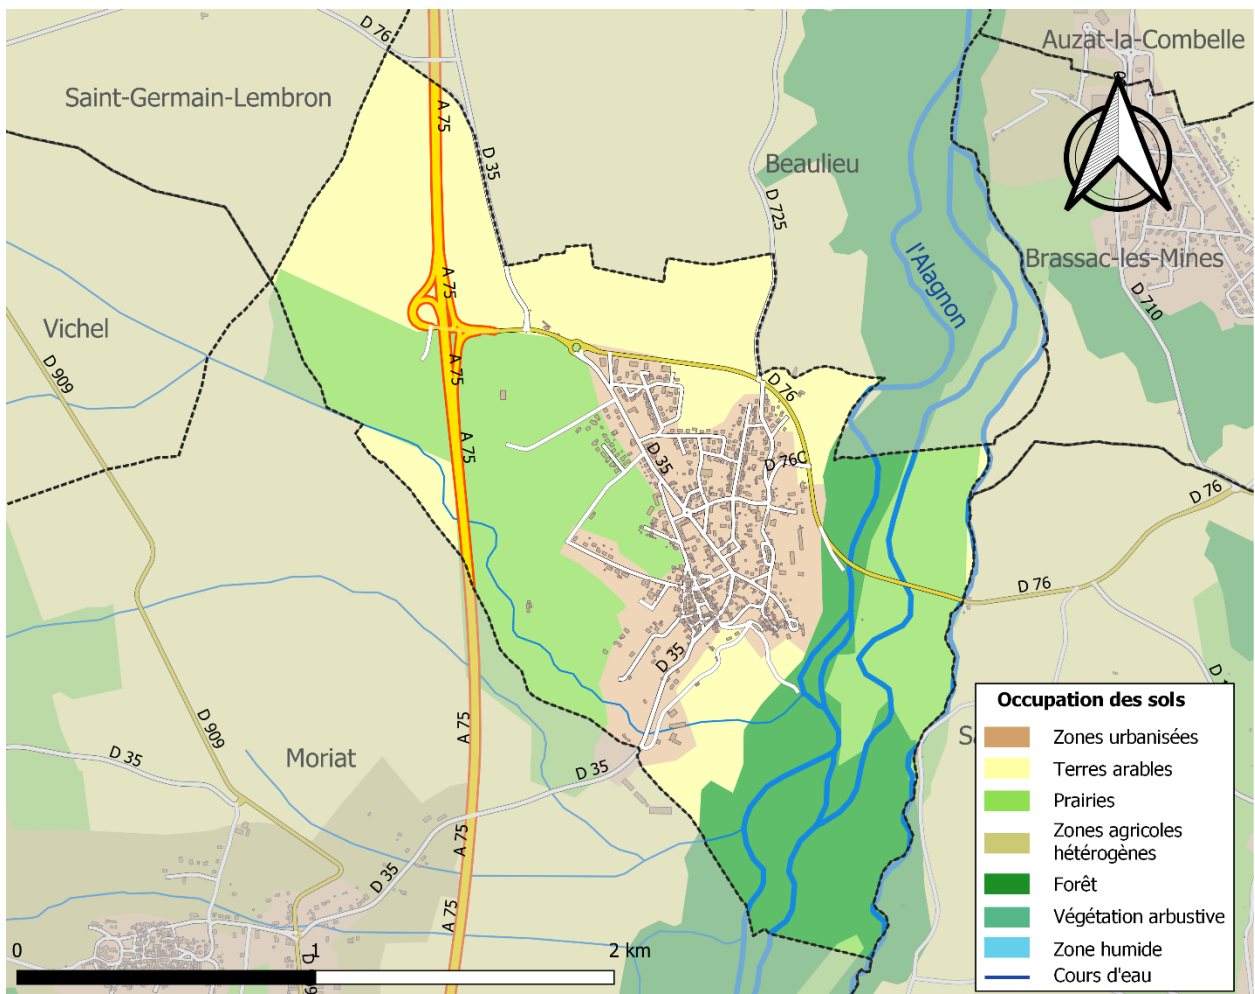 D 76
Auzat-la-Combelle
Saint-Germain-Lembron
A 75
D 35
Beaulieu
D 725
l'Alagnon
Brassac-les-Mines
D 710
A 75
Vichel
D 909
A 75
D 76
A 75
D 35
D 76C
D 76
D 76
D 35
D 909
Moriat
D 35
A 75
D 35
A 75
D 35
A 75
Occupation des sols
Zones urbanisées
Terres arables
Prairies
Zones agricoles
hétérogènes
Forêt
Végétation arbustive
Zone humide
Cours d'eau
0
1
2 km